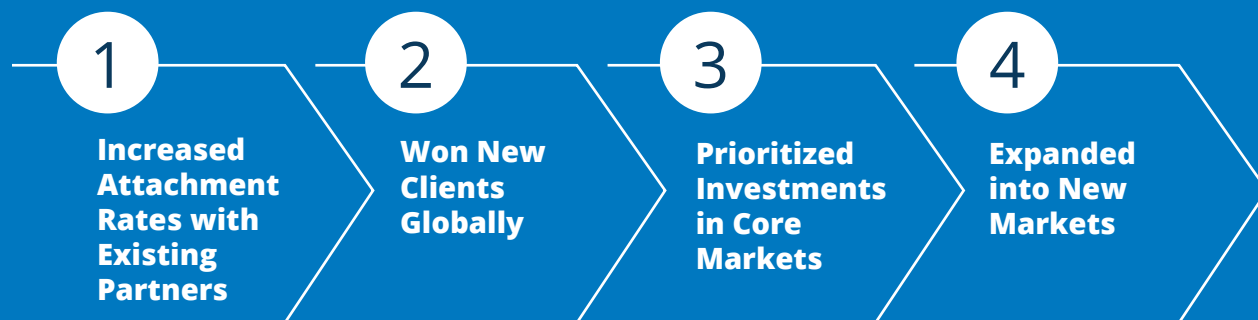 1
Increased
Attachment
Rates with
Existing
Partners
2
Won New
Clients
Globally
3
Prioritized
Investments
in Core
Markets
4
Expanded
into New
Markets